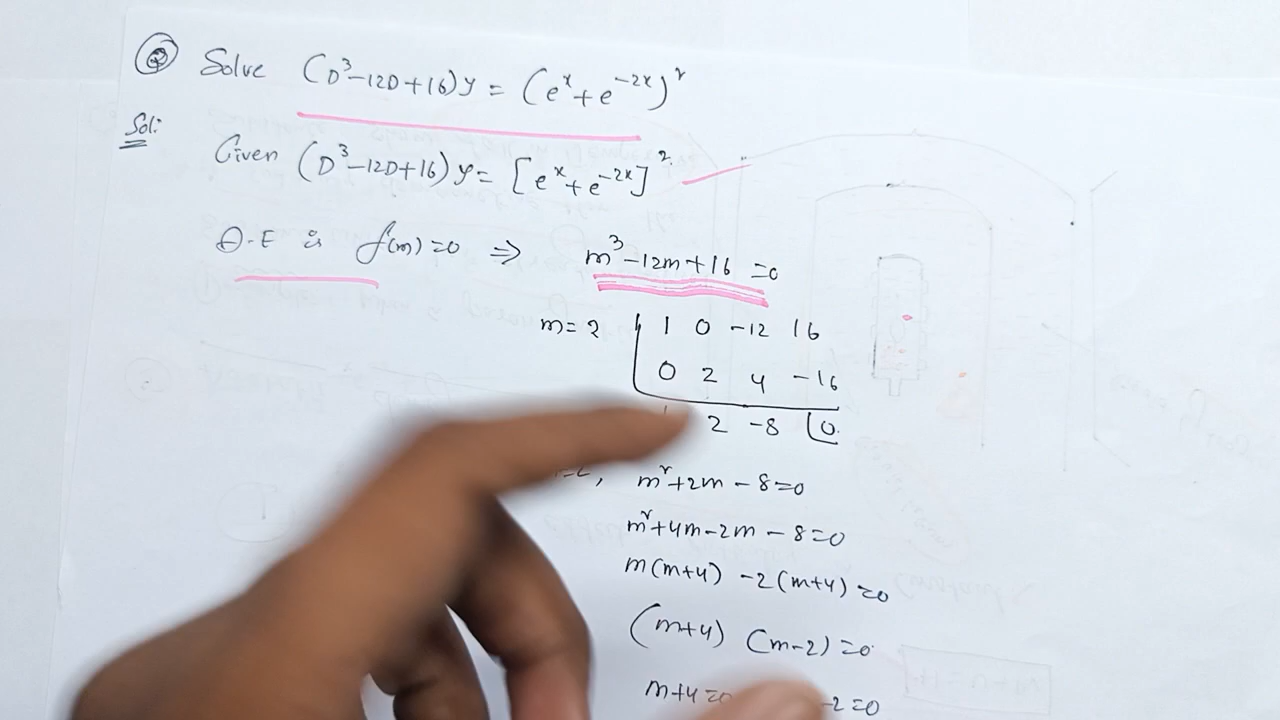 Q Solve (D³-12D+16)y = (eˣ+e⁻²ˣ)²
Sol:
Given (D³-12D+16)y = [eˣ+e⁻²ˣ]²
A.E is f(m)=0 ⇒ m³-12m+16=0
m=2 | 1 0 -12 16
0 2 4 -16
2 -8 0
m²+2m-8=0
m²+4m-2m-8=0
m(m+4) -2(m+4)=0
(m+4) (m-2)=0
m+4=0 -2=0